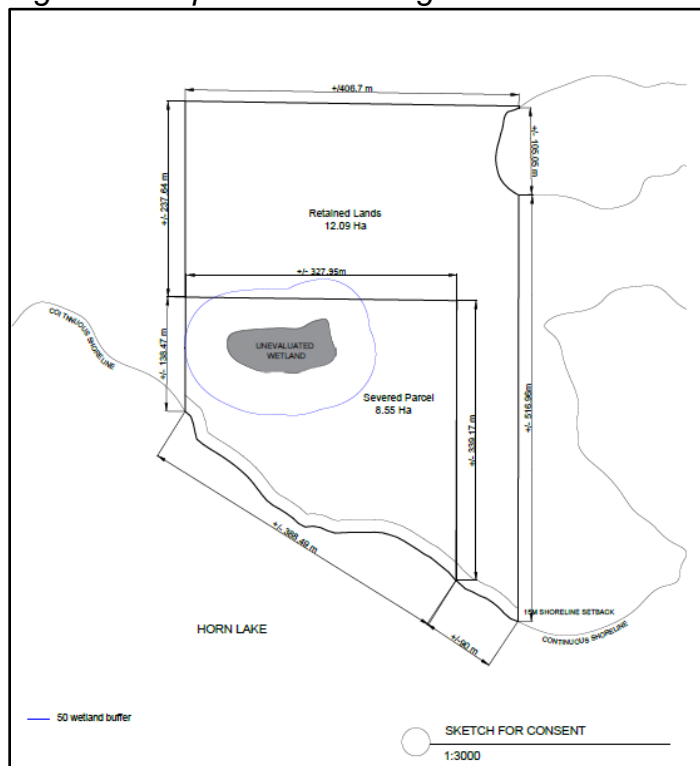 +/406.7 m
+/- 105.05 m
+/- 237.64 m
Retained Lands
12.09 Ha
+/- 327.95m
UNEVALUATED
WETLAND
+/- 138.47 m
CONTINUOUS SHORELINE
Severed Parcel
8.55 Ha
+/- 339.17 m
+/- 516.96m
+/- 388.49 m
+/-90 m
15M SHORELINE SETBACK
CONTINUOUS SHORELINE
HORN LAKE
50 wetland buffer
SKETCH FOR CONSENT
1:3000